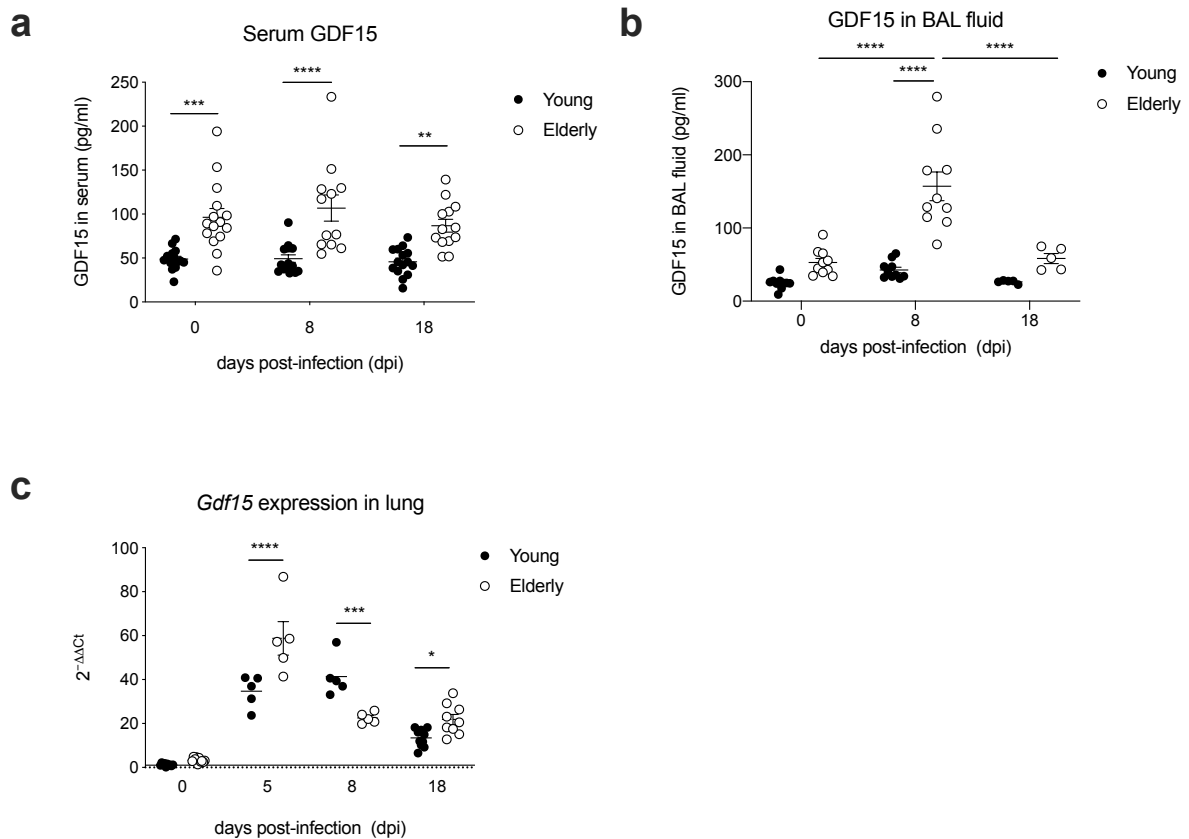 a
Serum GDF15
GDF15 in serum (pg/ml)
250
200
150
100
50
0
***
****
**
0
8
18
days post-infection (dpi)
Young
Elderly
b
GDF15 in BAL fluid
GDF15 in BAL fluid (pg/ml)
300
200
100
0
****
****
****
0
8
18
days post-infection (dpi)
Young
Elderly
c
Gdf15 expression in lung
2^-ΔΔCt
100
80
60
40
20
0
****
***
*
0
5
8
18
days post-infection (dpi)
Young
Elderly